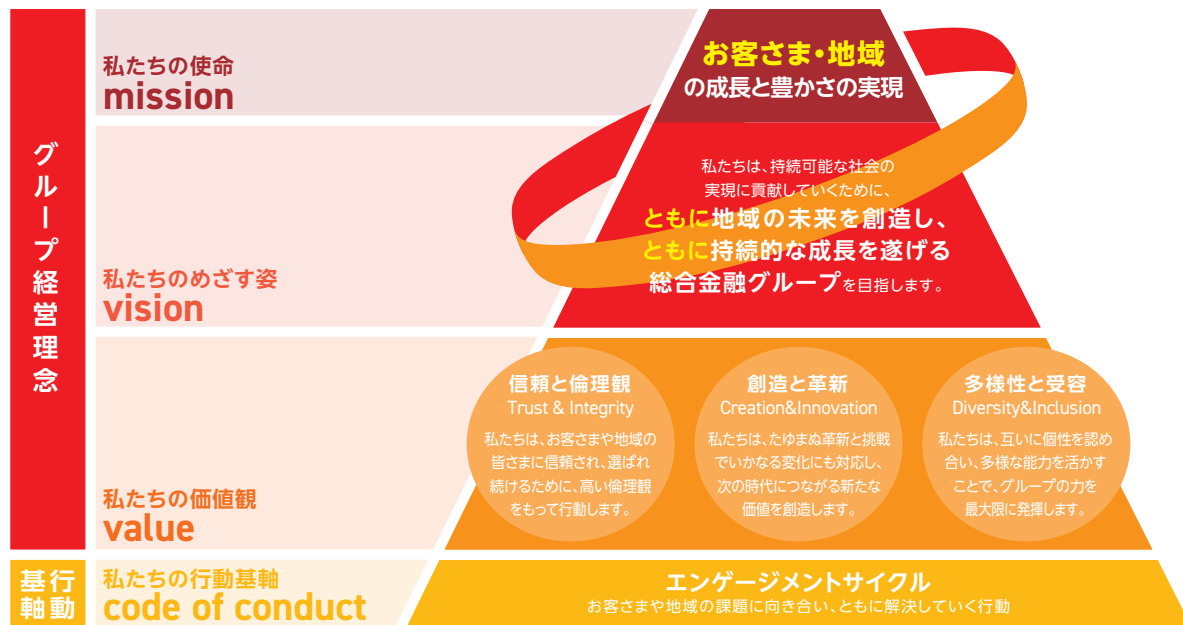 グループ経営理念
私たちの使命
mission
お客さま・地域
の成長と豊かさの実現
私たちのめざす姿
vision
私たちは、持続可能な社会の
実現に貢献していくために、
ともに地域の未来を創造し、
ともに持続的な成長を遂げる
総合金融グループを目指します。
私たちの価値観
value
信頼と倫理観
Trust & Integrity
私たちは、お客さまや地域の
皆さまに信頼され、選ばれ
続けるために、高い倫理観
をもって行動します。
創造と革新
Creation&Innovation
私たちは、たゆまぬ革新と挑戦
でいかなる変化にも対応し、
次の時代につながる新たな
価値を創造します。
多様性と受容
Diversity&Inclusion
私たちは、互いに個性を認め
合い、多様な能力を活かす
ことで、グループの力を
最大限に発揮します。
行動
基軸
私たちの行動基軸
code of conduct
エンゲージメントサイクル
お客さまや地域の課題に向き合い、ともに解決していく行動